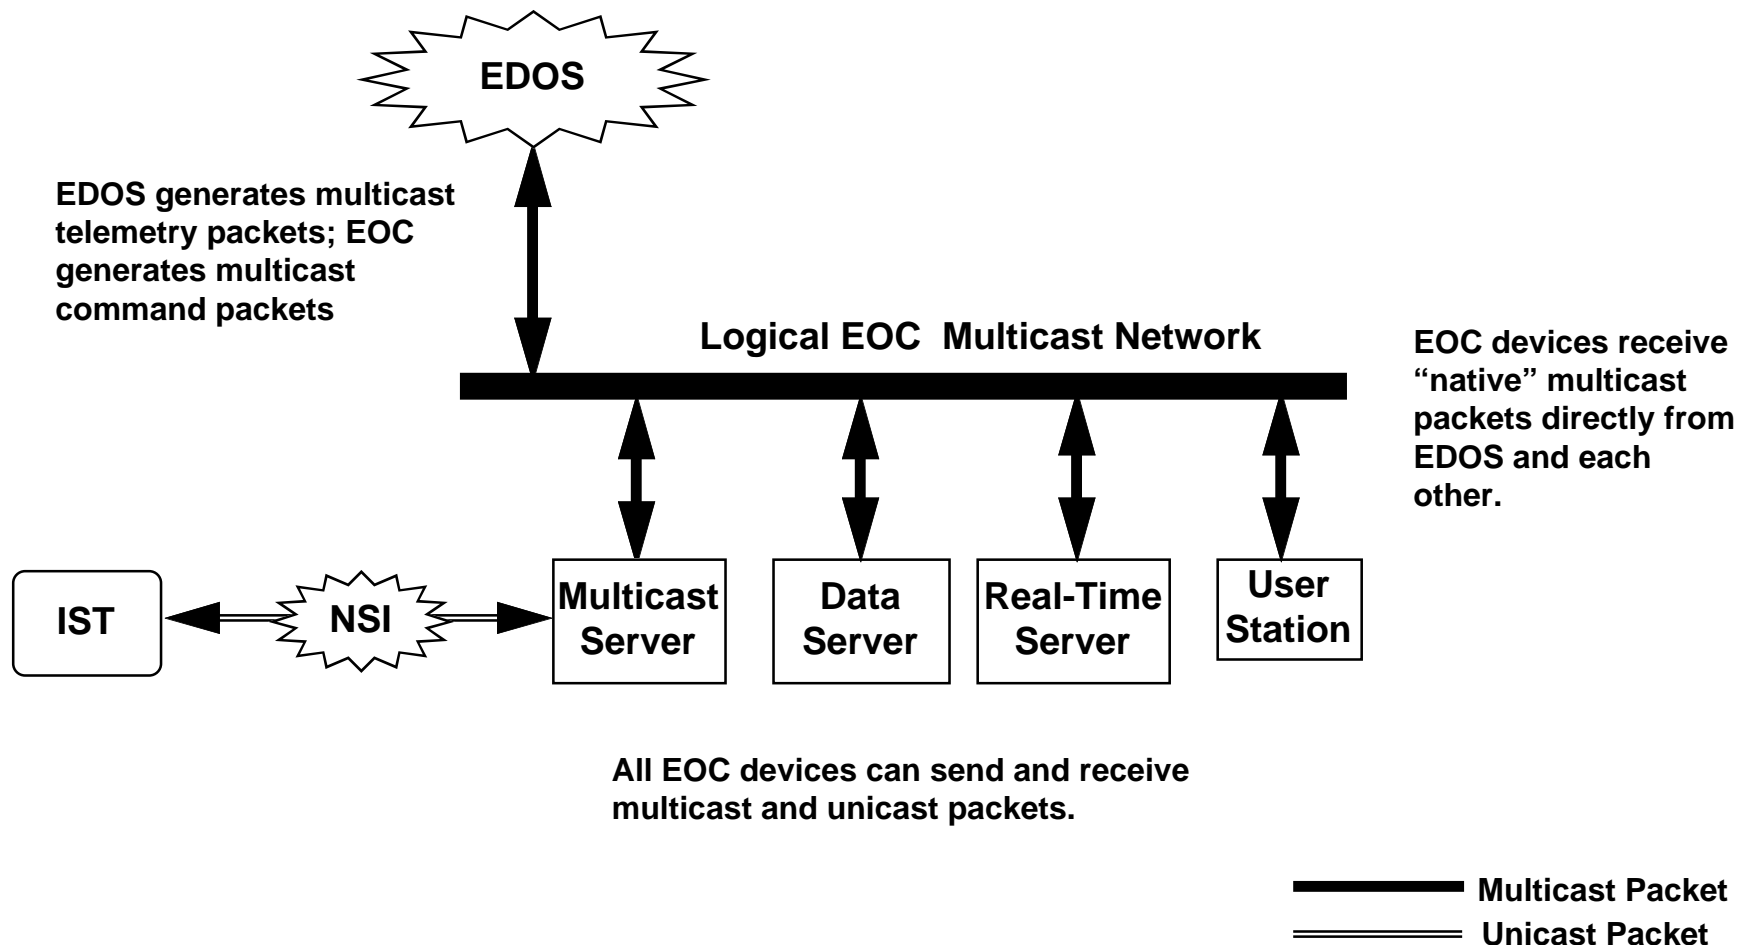 EDOS
EDOS generates multicast
telemetry packets; EOC
generates multicast
command packets
Logical EOC  Multicast Network
EOC devices receive
“native” multicast
packets directly from
EDOS and each
other.
IST
NSI
Multicast
Server
Data
Server
Real-Time
Server
User
Station
All EOC devices can send and receive
multicast and unicast packets.
Multicast Packet
Unicast Packet